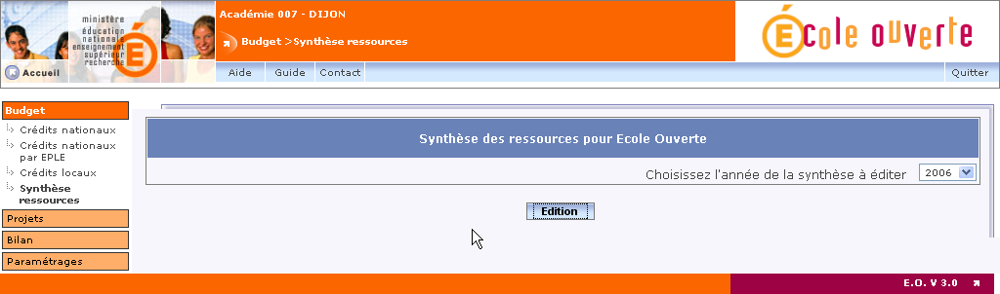 ministère
éducation
nationale
enseignement
supérieur
recherche
Accueil
Académie 007 - DIJON
Budget >Synthèse ressources
École ouverte
Aide
Guide
Contact
Quitter
Budget
Crédits nationaux
Crédits nationaux
par EPLE
Crédits locaux
Synthèse
ressources
Projets
Bilan
Paramétrages
Synthèse des ressources pour Ecole Ouverte
Choisissez l'année de la synthèse à éditer 2006
Edition
E.O. V 3.0